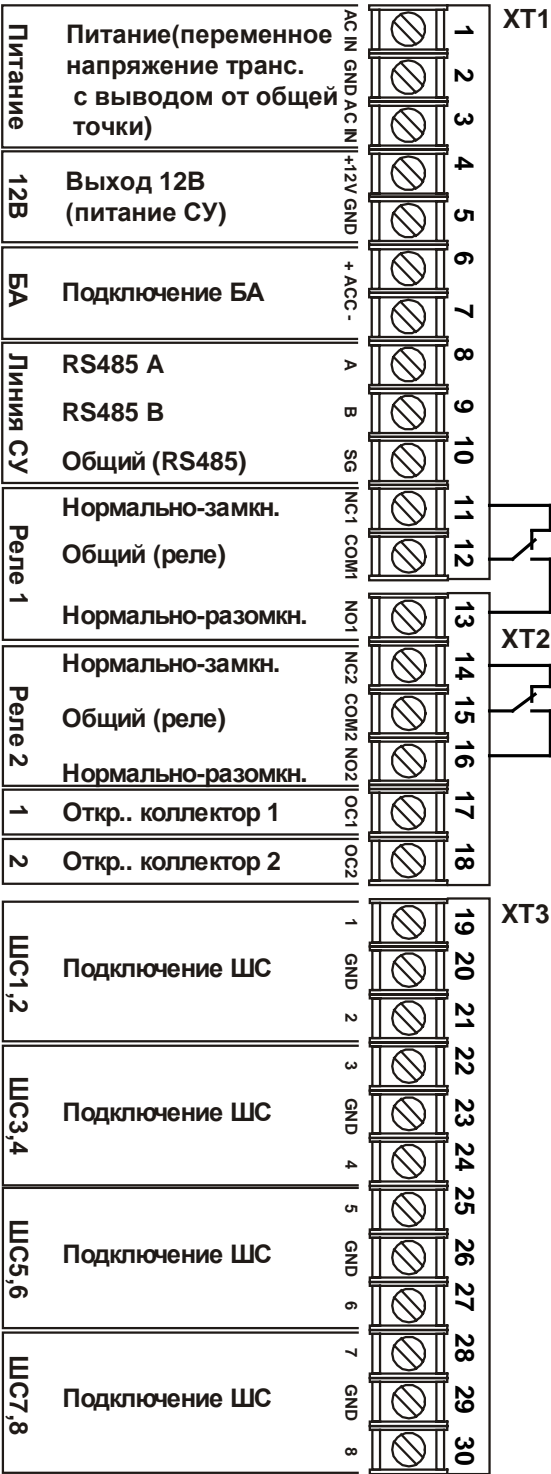 XT1
Питание
Питание(переменное
напряжение транс.
с выводом от общей
точки)
AC IN GND AC IN
1
2
3
12В
Выход 12В
(питание СУ)
+12V GND
4
5
БА
Подключение БА
+ ACC -
6
7
Линия СУ
RS485 A
A
8
RS485 B
B
9
Общий (RS485)
SG
10
Реле 1
Нормально-замкн.
NC1
11
Общий (реле)
COM1
12
Нормально-разомкн.
NO1
13
XT2
Реле 2
Нормально-замкн.
NC2
14
Общий (реле)
COM2
15
Нормально-разомкн.
NO2
16
1
Откр.. коллектор 1
OC1
17
2
Откр.. коллектор 2
OC2
18
XT3
ШС1,2
Подключение ШС
1
GND
2
19
20
21
ШС3,4
Подключение ШС
3
GND
4
22
23
24
ШС5,6
Подключение ШС
5
GND
6
25
26
27
ШС7,8
Подключение ШС
7
GND
8
28
29
30